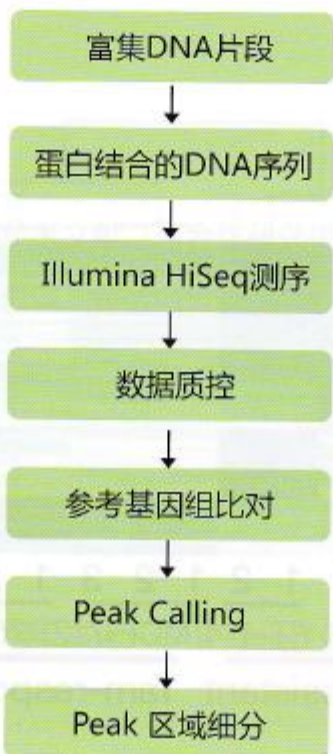 富集DNA片段
蛋白结合的DNA序列
Illumina HiSeq测序
数据质控
参考基因组比对
Peak Calling
Peak 区域细分